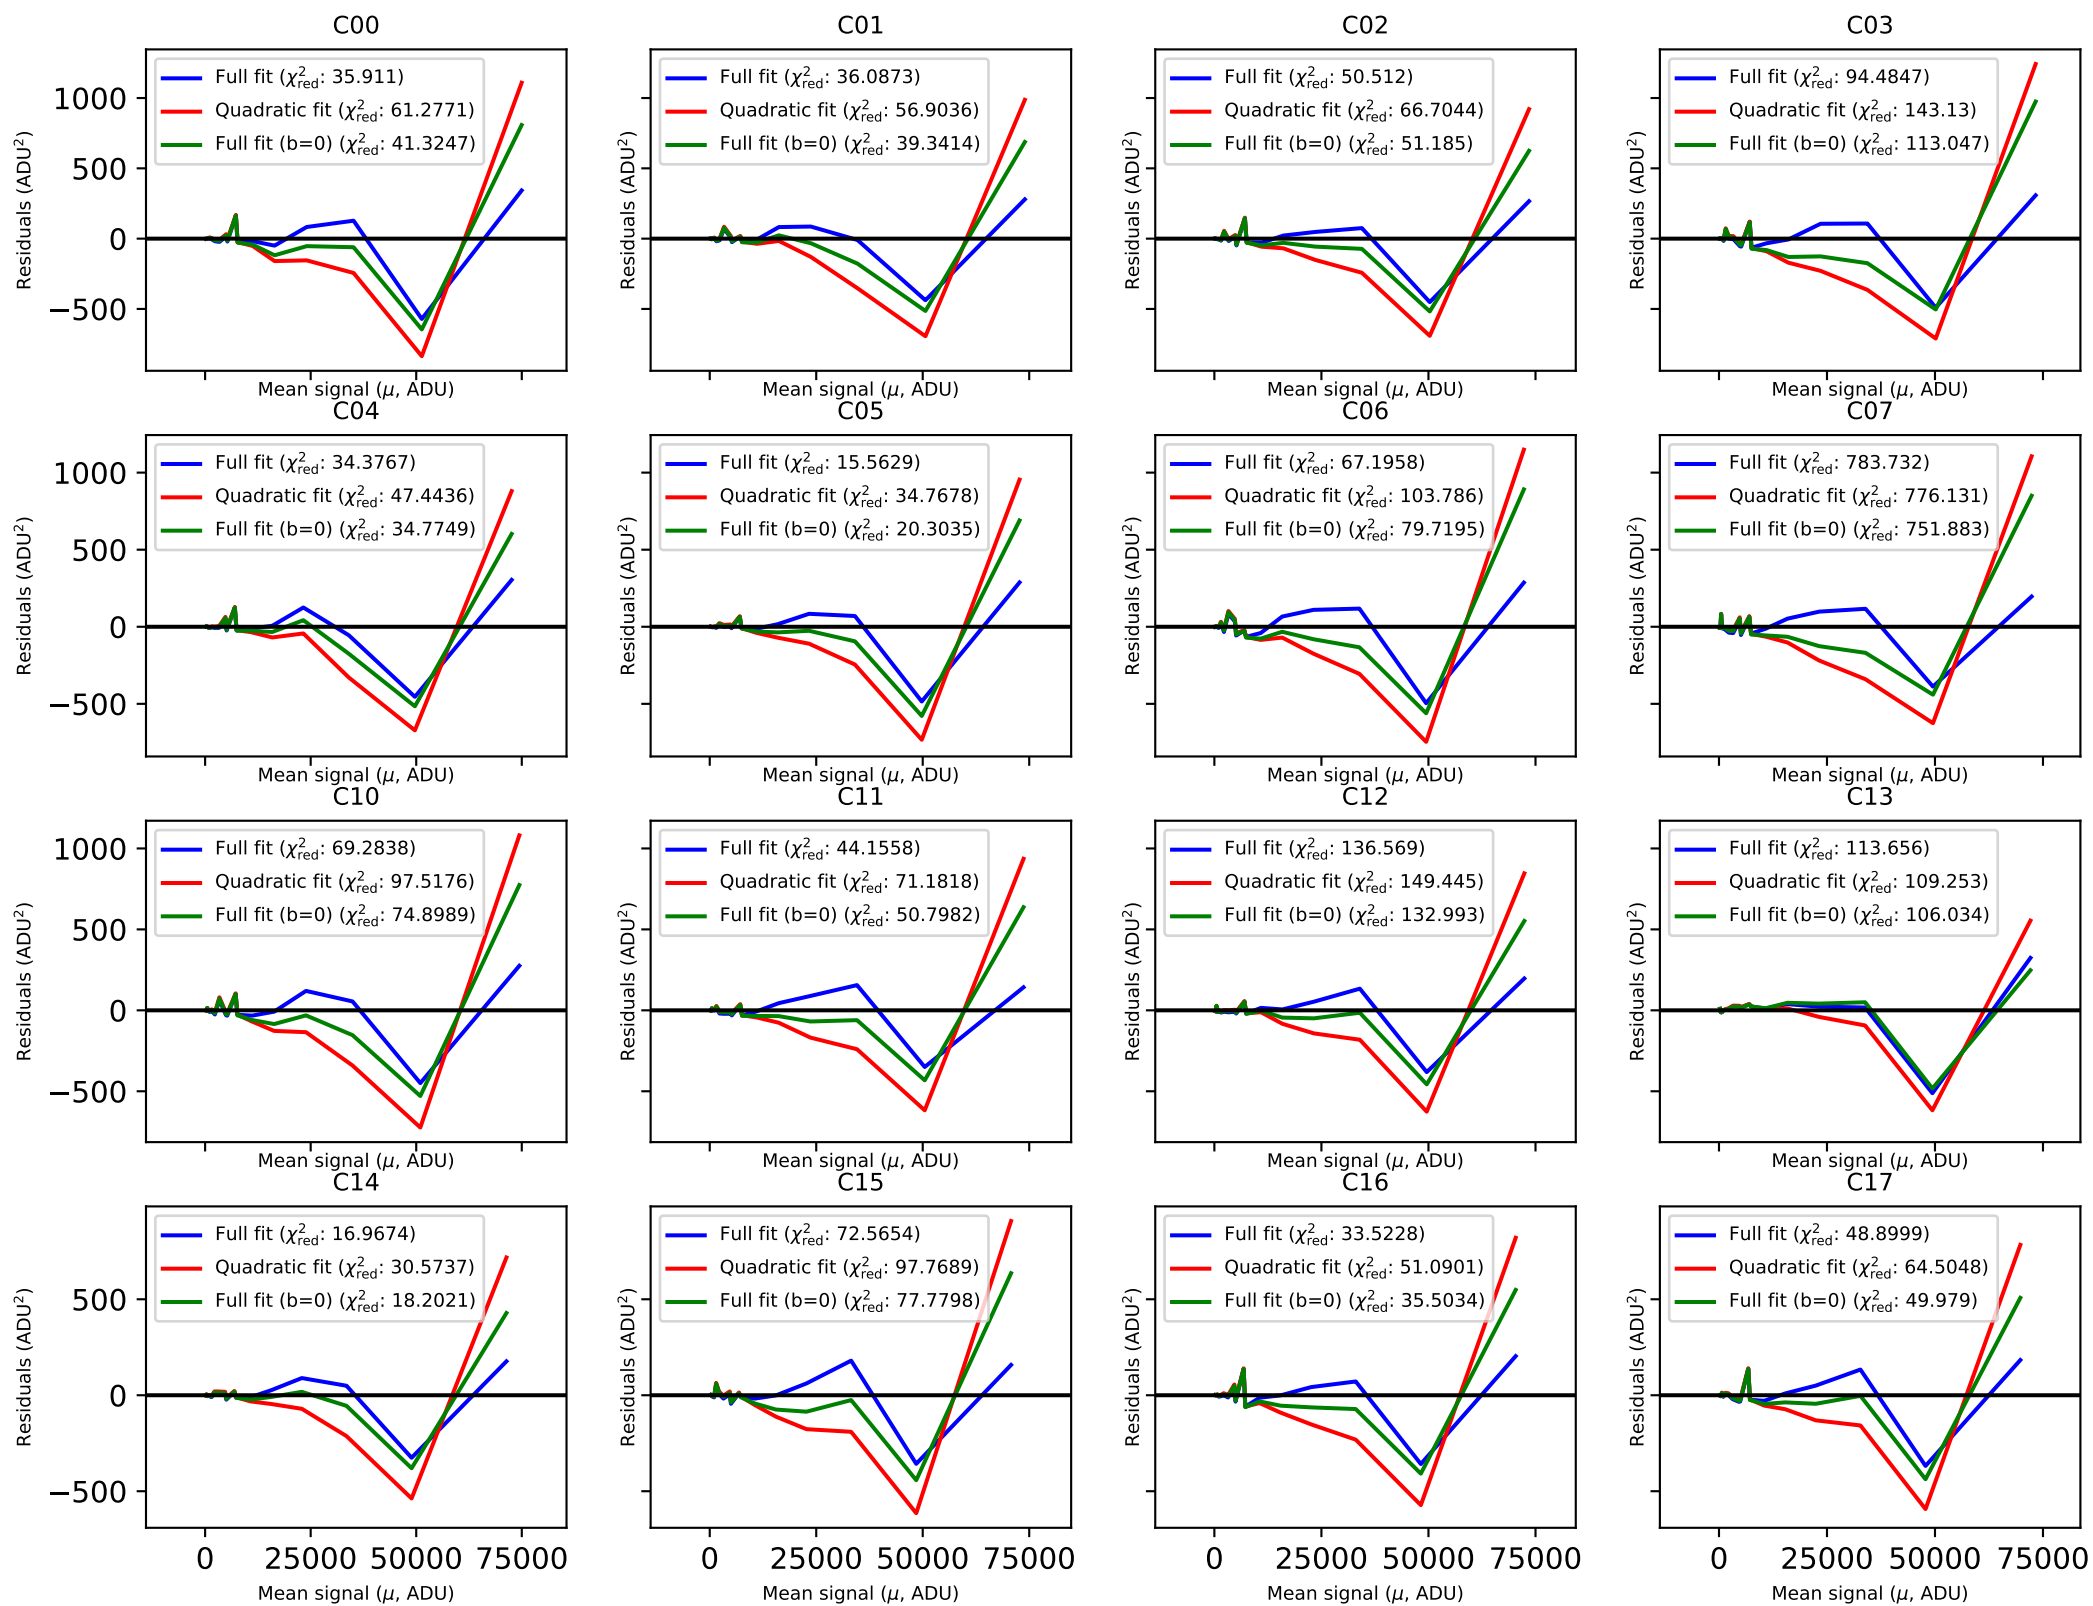 C00
Full fit (χ²red: 35.911)
Quadratic fit (χ²red: 61.2771)
Full fit (b=0) (χ²red: 41.3247)
1000
500
0
−500
Residuals (ADU²)
Mean signal (μ, ADU)
C01
Full fit (χ²red: 36.0873)
Quadratic fit (χ²red: 56.9036)
Full fit (b=0) (χ²red: 39.3414)
Residuals (ADU²)
Mean signal (μ, ADU)
C02
Full fit (χ²red: 50.512)
Quadratic fit (χ²red: 66.7044)
Full fit (b=0) (χ²red: 51.185)
Residuals (ADU²)
Mean signal (μ, ADU)
C03
Full fit (χ²red: 94.4847)
Quadratic fit (χ²red: 143.13)
Full fit (b=0) (χ²red: 113.047)
Residuals (ADU²)
Mean signal (μ, ADU)
C04
Full fit (χ²red: 34.3767)
Quadratic fit (χ²red: 47.4436)
Full fit (b=0) (χ²red: 34.7749)
1000
500
0
−500
Residuals (ADU²)
Mean signal (μ, ADU)
C05
Full fit (χ²red: 15.5629)
Quadratic fit (χ²red: 34.7678)
Full fit (b=0) (χ²red: 20.3035)
Residuals (ADU²)
Mean signal (μ, ADU)
C06
Full fit (χ²red: 67.1958)
Quadratic fit (χ²red: 103.786)
Full fit (b=0) (χ²red: 79.7195)
Residuals (ADU²)
Mean signal (μ, ADU)
C07
Full fit (χ²red: 783.732)
Quadratic fit (χ²red: 776.131)
Full fit (b=0) (χ²red: 751.883)
Residuals (ADU²)
Mean signal (μ, ADU)
C10
Full fit (χ²red: 69.2838)
Quadratic fit (χ²red: 97.5176)
Full fit (b=0) (χ²red: 74.8989)
1000
500
0
−500
Residuals (ADU²)
Mean signal (μ, ADU)
C11
Full fit (χ²red: 44.1558)
Quadratic fit (χ²red: 71.1818)
Full fit (b=0) (χ²red: 50.7982)
Residuals (ADU²)
Mean signal (μ, ADU)
C12
Full fit (χ²red: 136.569)
Quadratic fit (χ²red: 149.445)
Full fit (b=0) (χ²red: 132.993)
Residuals (ADU²)
Mean signal (μ, ADU)
C13
Full fit (χ²red: 113.656)
Quadratic fit (χ²red: 109.253)
Full fit (b=0) (χ²red: 106.034)
Residuals (ADU²)
Mean signal (μ, ADU)
C14
Full fit (χ²red: 16.9674)
Quadratic fit (χ²red: 30.5737)
Full fit (b=0) (χ²red: 18.2021)
500
0
−500
Residuals (ADU²)
0 25000 50000 75000
Mean signal (μ, ADU)
C15
Full fit (χ²red: 72.5654)
Quadratic fit (χ²red: 97.7689)
Full fit (b=0) (χ²red: 77.7798)
Residuals (ADU²)
0 25000 50000 75000
Mean signal (μ, ADU)
C16
Full fit (χ²red: 33.5228)
Quadratic fit (χ²red: 51.0901)
Full fit (b=0) (χ²red: 35.5034)
Residuals (ADU²)
0 25000 50000 75000
Mean signal (μ, ADU)
C17
Full fit (χ²red: 48.8999)
Quadratic fit (χ²red: 64.5048)
Full fit (b=0) (χ²red: 49.979)
Residuals (ADU²)
0 25000 50000 75000
Mean signal (μ, ADU)